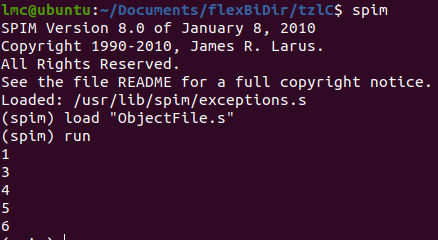 lmc@ubuntu:~/Documents/flexBiDir/tzlC$ spim
SPIM Version 8.0 of January 8, 2010
Copyright 1990-2010, James R. Larus.
All Rights Reserved.
See the file README for a full copyright notice.
Loaded: /usr/lib/spim/exceptions.s
(spim) load "ObjectFile.s"
(spim) run
1
3
4
5
6
(spim)